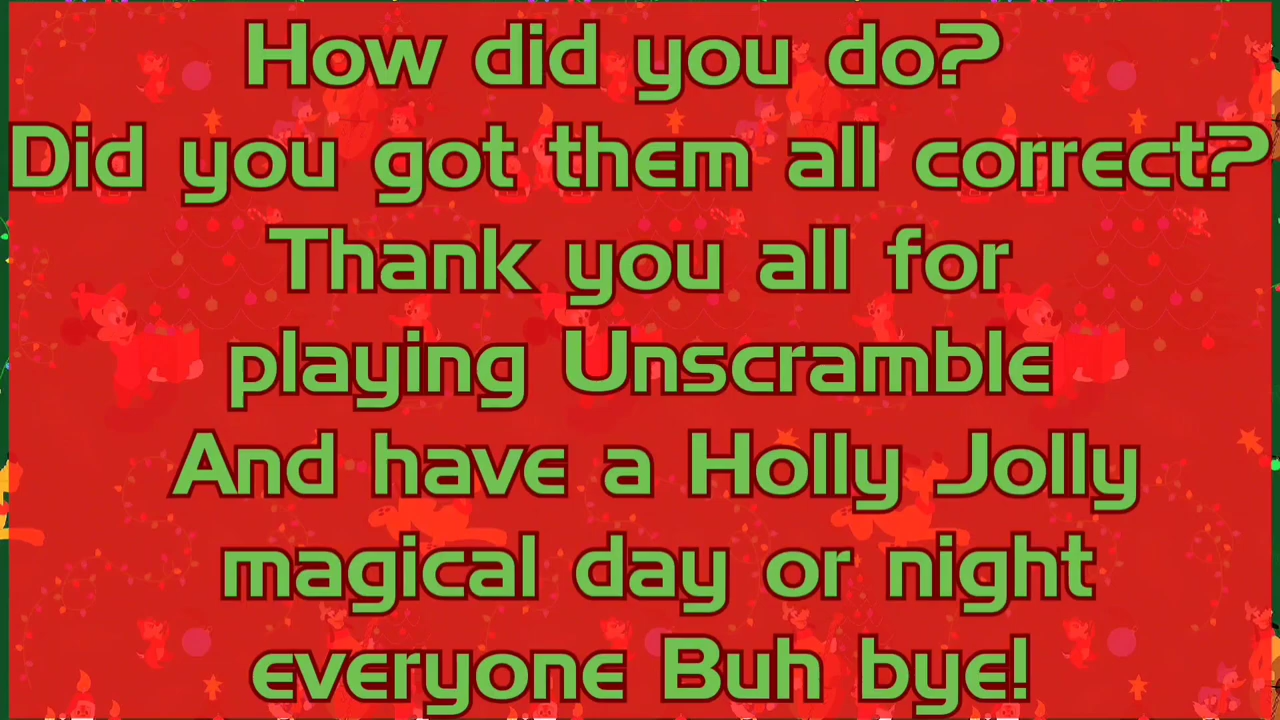 How did you do?
Did you got them all correct?
Thank you all for
playing Unscramble
And have a Holly Jolly
magical day or night
everyone Buh bye!